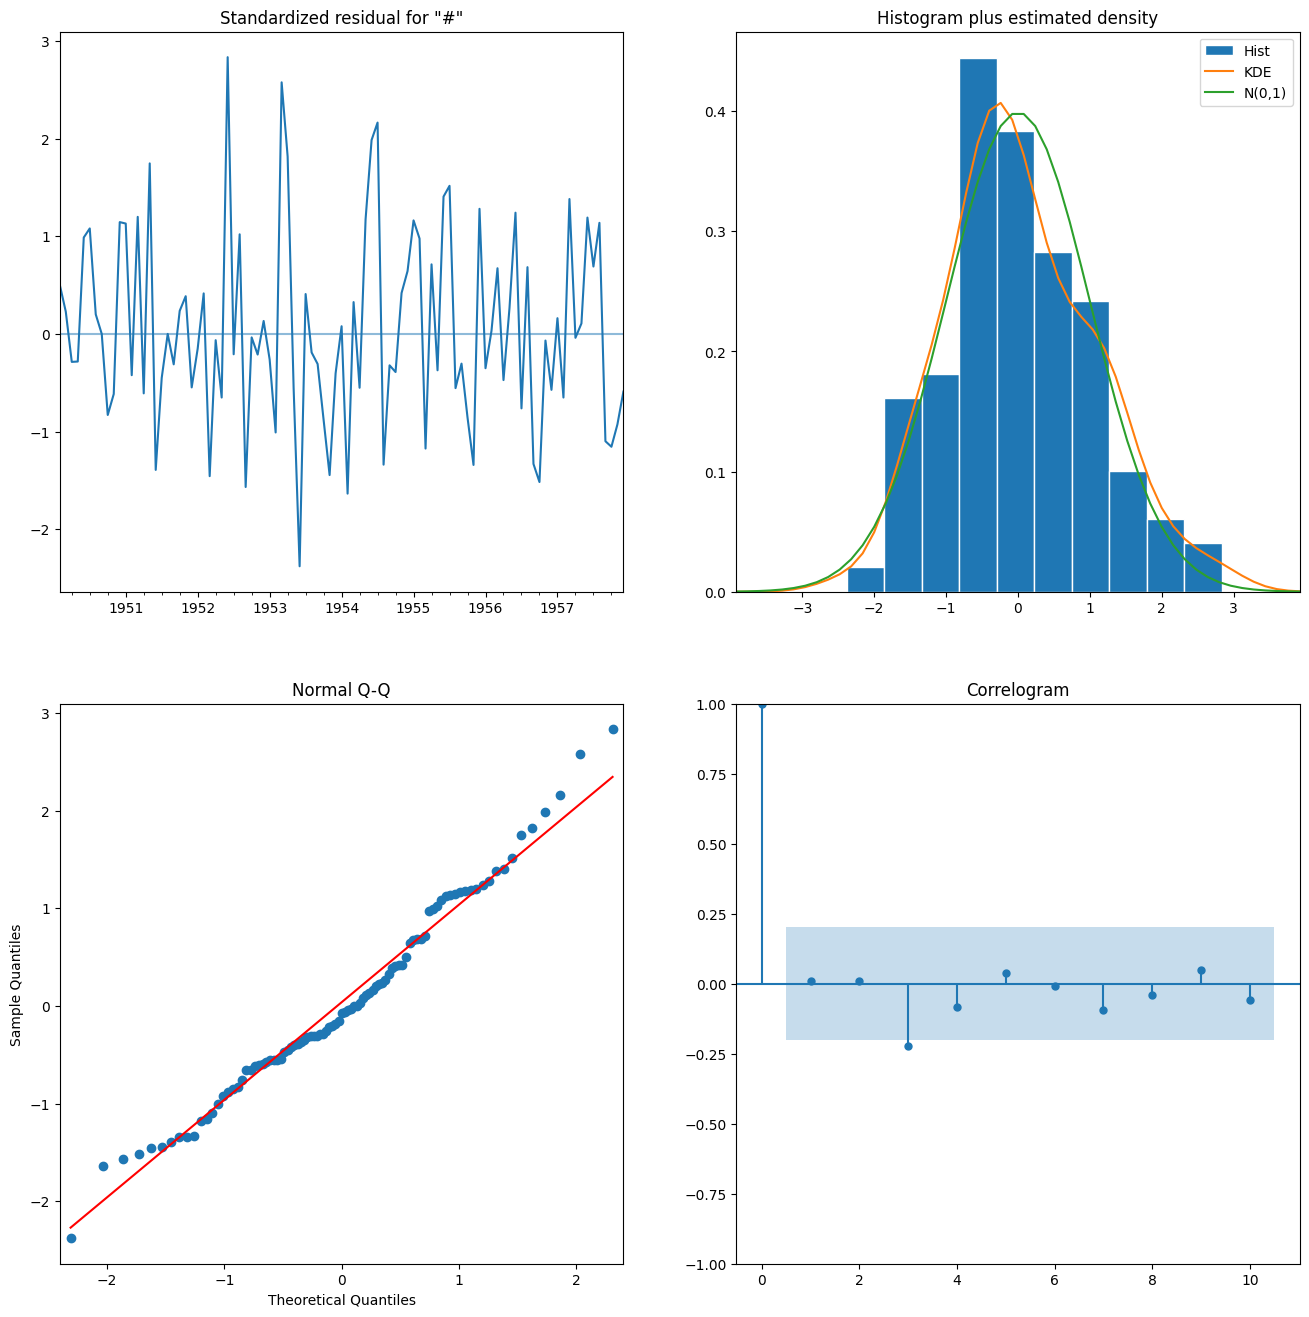 Standardized residual for "#"
3
2
1
0
−1
−2
1951 1952 1953 1954 1955 1956 1957
Histogram plus estimated density
Hist
KDE
N(0,1)
0.4
0.3
0.2
0.1
0.0
−3 −2 −1 0 1 2 3
Normal Q-Q
Sample Quantiles
3
2
1
0
−1
−2
−2 −1 0 1 2
Theoretical Quantiles
Correlogram
1.00
0.75
0.50
0.25
0.00
−0.25
−0.50
−0.75
−1.00
0 2 4 6 8 10